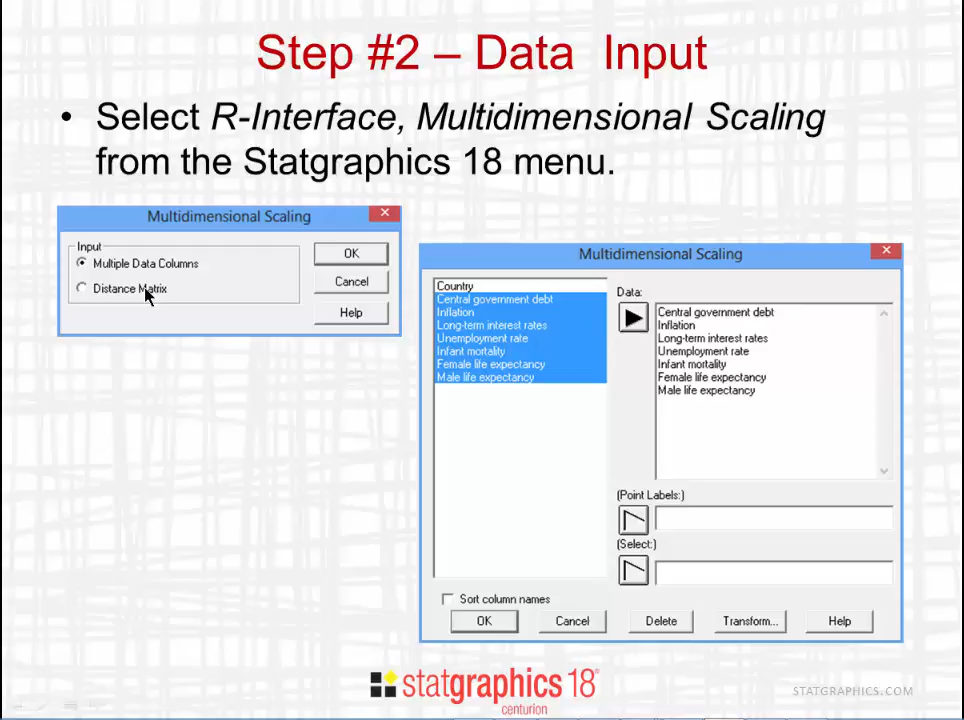 Step #2 – Data Input
• Select R-Interface, Multidimensional Scaling
from the Statgraphics 18 menu.
Multidimensional Scaling
Input
Multiple Data Columns
Distance Matrix
OK
Cancel
Help
Multidimensional Scaling
Country
Central government debt
Inflation
Long-term interest rates
Unemployment rate
Infant mortality
Female life expectancy
Male life expectancy
Data:
Central government debt
Inflation
Long-term interest rates
Unemployment rate
Infant mortality
Female life expectancy
Male life expectancy
(Point Labels:)
(Select:)
Sort column names
OK
Cancel
Delete
Transform...
Help
statgraphics 18®
centurion
STATGRAPHICS.COM